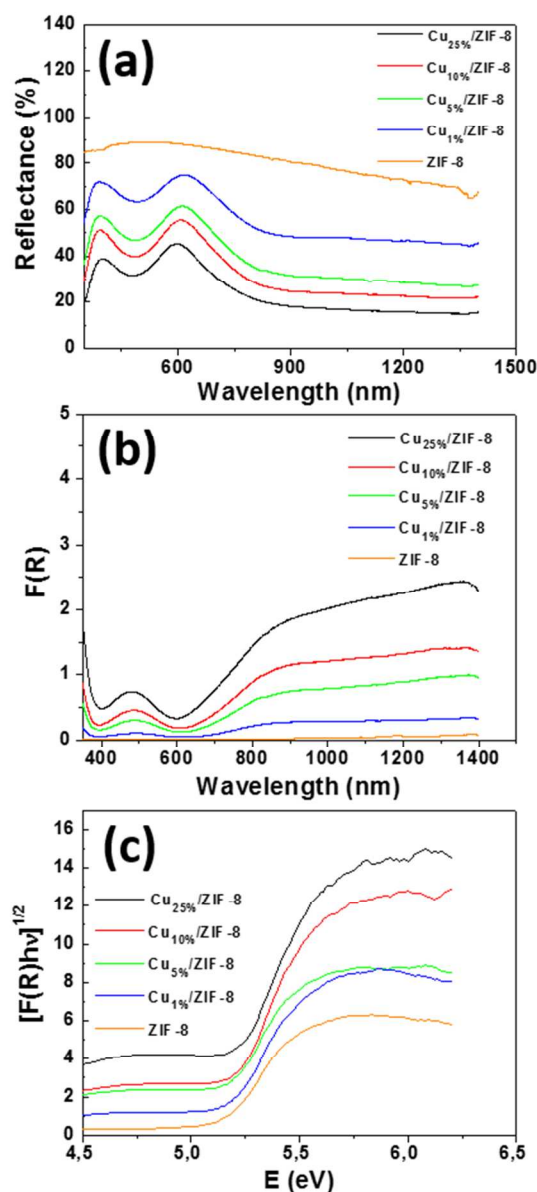 140
120
100
80
60
40
20
0
Reflectance (%)
(a)
Cu25%/ZIF-8
Cu10%/ZIF-8
Cu5%/ZIF-8
Cu1%/ZIF-8
ZIF-8
600 900 1200 1500
Wavelength (nm)
5
4
3
2
1
0
F(R)
(b)
Cu25%/ZIF-8
Cu10%/ZIF-8
Cu5%/ZIF-8
Cu1%/ZIF-8
ZIF-8
400 600 800 1000 1200 1400
Wavelength (nm)
16
14
12
10
8
6
4
2
0
[F(R)hν]1/2
(c)
Cu25%/ZIF-8
Cu10%/ZIF-8
Cu5%/ZIF-8
Cu1%/ZIF-8
ZIF-8
4,5 5,0 5,5 6,0 6,5
E (eV)